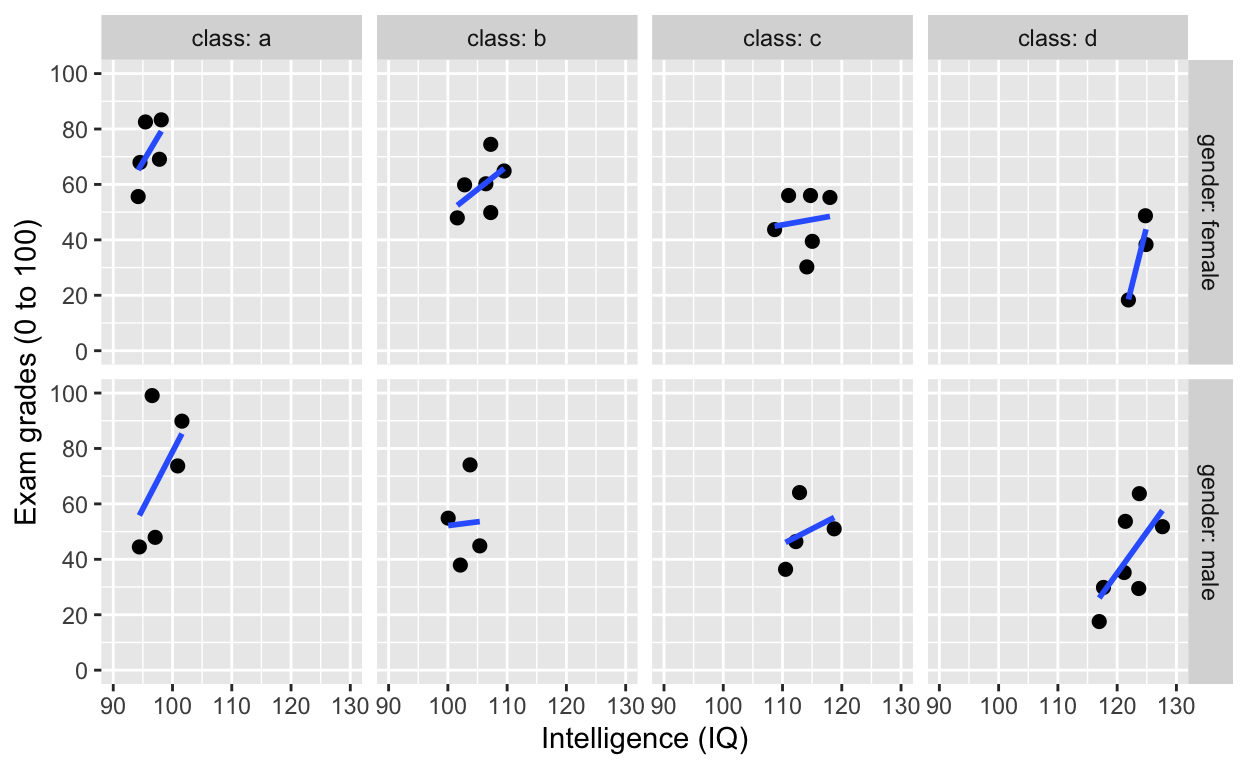 class: a
class: b
class: c
class: d
100
80
60
40
20
0
gender: female
100
80
60
40
20
0
gender: male
90 100 110 120 130
90 100 110 120 130
90 100 110 120 130
90 100 110 120 130
Intelligence (IQ)
Exam grades (0 to 100)